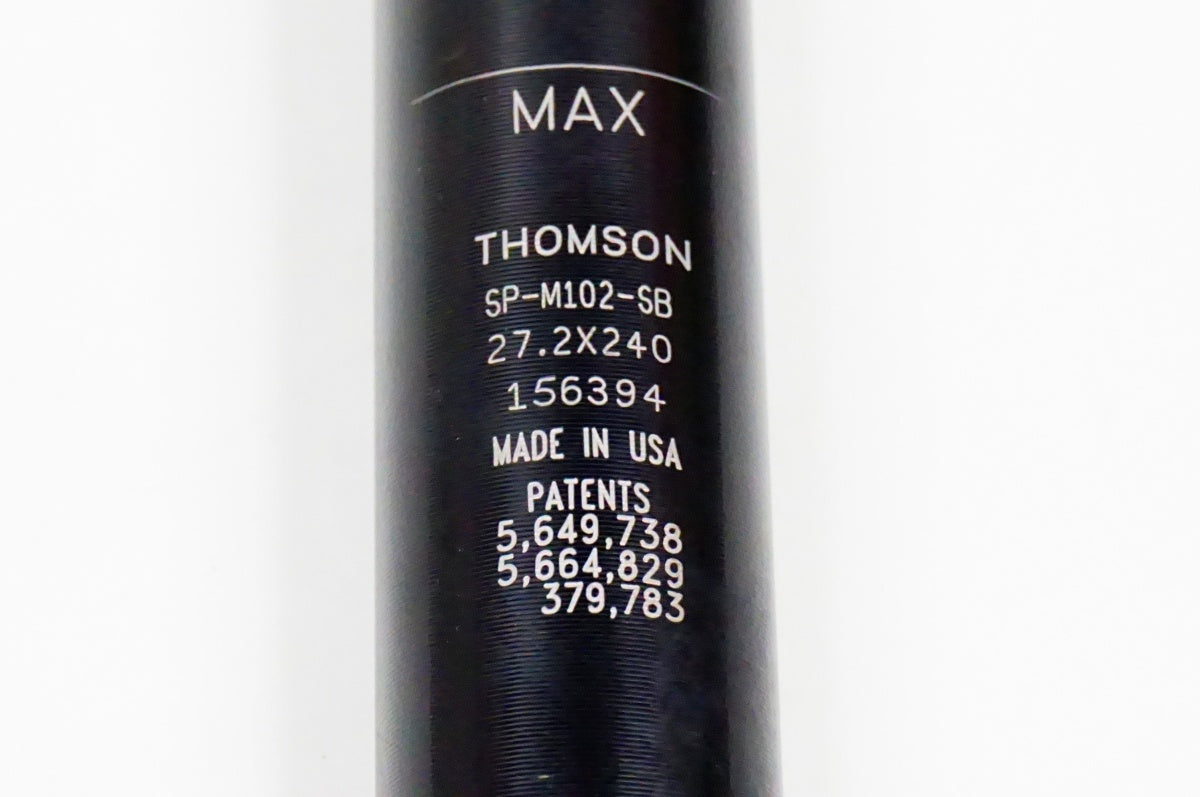 MAX
THOMSON
SP-M102-SB
27.2X240
156394
MADE IN USA
PATENTS
5,649,738
5,664,829
379,783